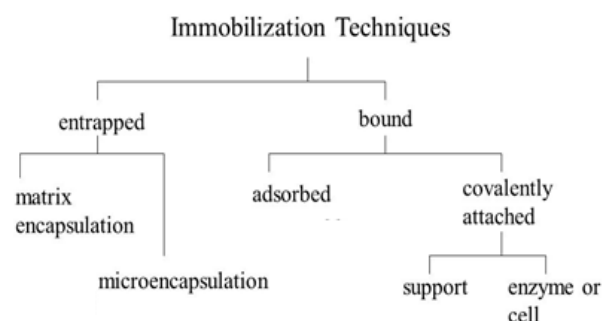 Immobilization Techniques
entrapped
bound
matrix
encapsulation
microencapsulation
adsorbed
covalently
attached
support
enzyme or
cell